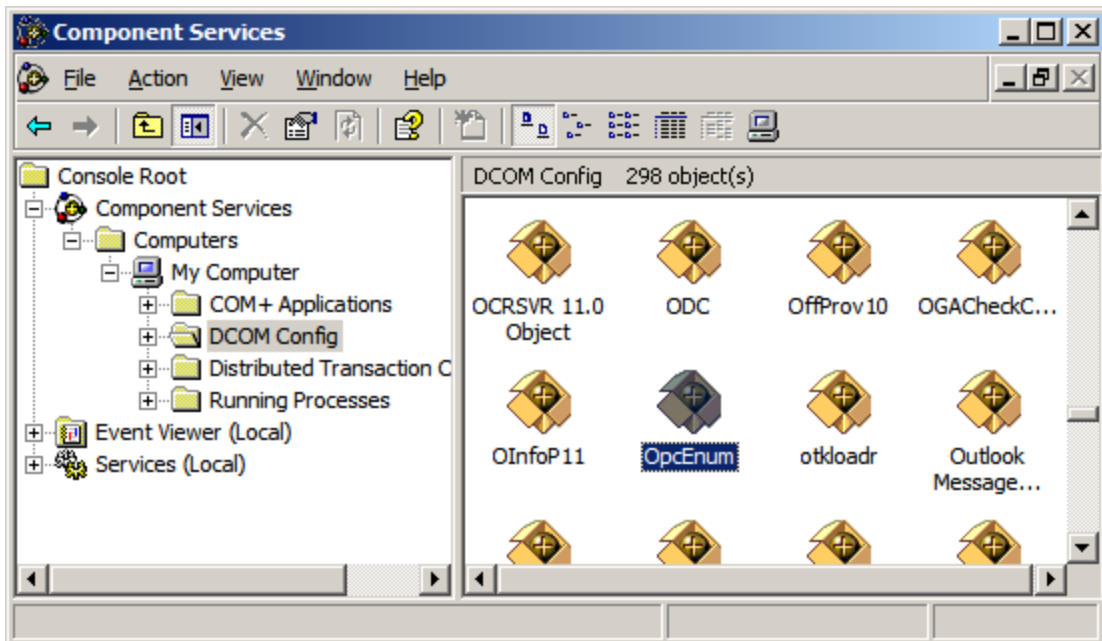 Component Services
File Action View Window Help
Console Root
Component Services
Computers
My Computer
COM+ Applications
DCOM Config
Distributed Transaction C
Running Processes
Event Viewer (Local)
Services (Local)
DCOM Config 298 object(s)
OCRSVR 11.0 Object
ODC
OffProv10
OGACheckC...
OInfoP11
OpcEnum
otkloadr
Outlook Message...